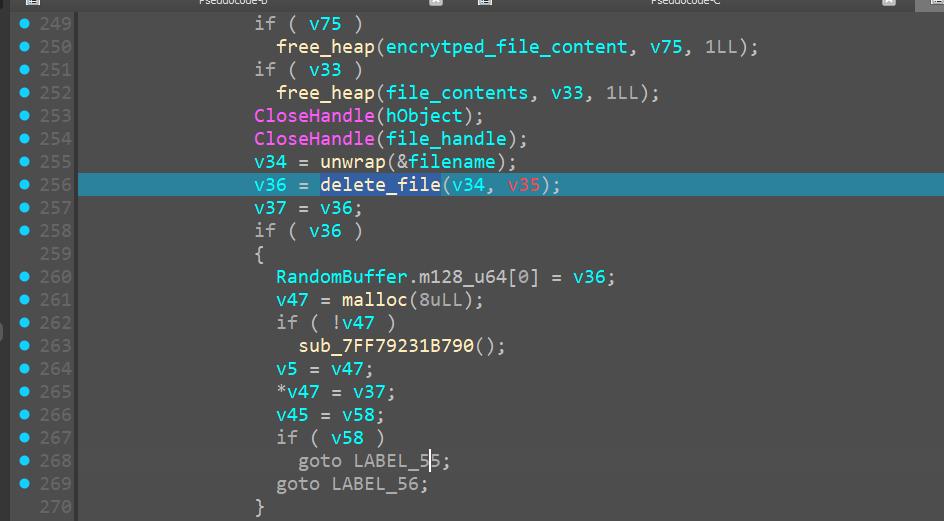 Pseudocode-B Pseudocode-C
249 if ( v75 )
250 free_heap(encrytped_file_content, v75, 1LL);
251 if ( v33 )
252 free_heap(file_contents, v33, 1LL);
253 CloseHandle(hObject);
254 CloseHandle(file_handle);
255 v34 = unwrap(&filename);
256 v36 = delete_file(v34, v35);
257 v37 = v36;
258 if ( v36 )
259 {
260 RandomBuffer.m128_u64[0] = v36;
261 v47 = malloc(8uLL);
262 if ( !v47 )
263 sub_7FF79231B790();
264 v5 = v47;
265 *v47 = v37;
266 v45 = v58;
267 if ( v58 )
268 goto LABEL_55;
269 goto LABEL_56;
270 }